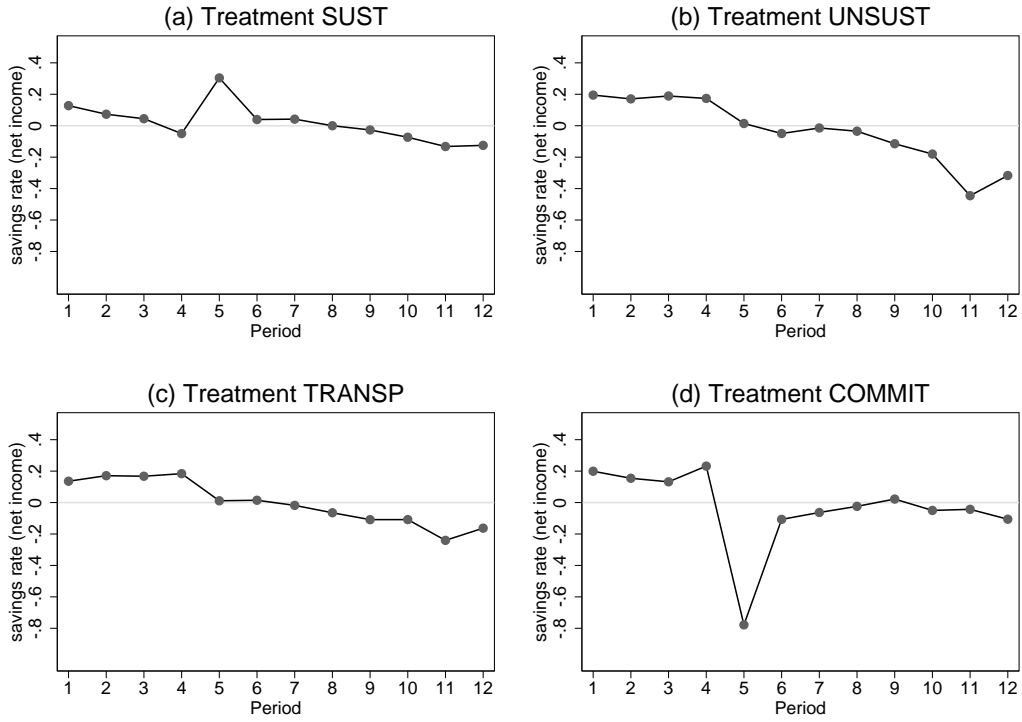 (a) Treatment SUST
savings rate (net income)
.4
.2
0
-.2
-.4
-.6
-.8
1 2 3 4 5 6 7 8 9 10 11 12
Period
(b) Treatment UNSUST
savings rate (net income)
.4
.2
0
-.2
-.4
-.6
-.8
1 2 3 4 5 6 7 8 9 10 11 12
Period
(c) Treatment TRANSP
savings rate (net income)
.4
.2
0
-.2
-.4
-.6
-.8
1 2 3 4 5 6 7 8 9 10 11 12
Period
(d) Treatment COMMIT
savings rate (net income)
.4
.2
0
-.2
-.4
-.6
-.8
1 2 3 4 5 6 7 8 9 10 11 12
Period